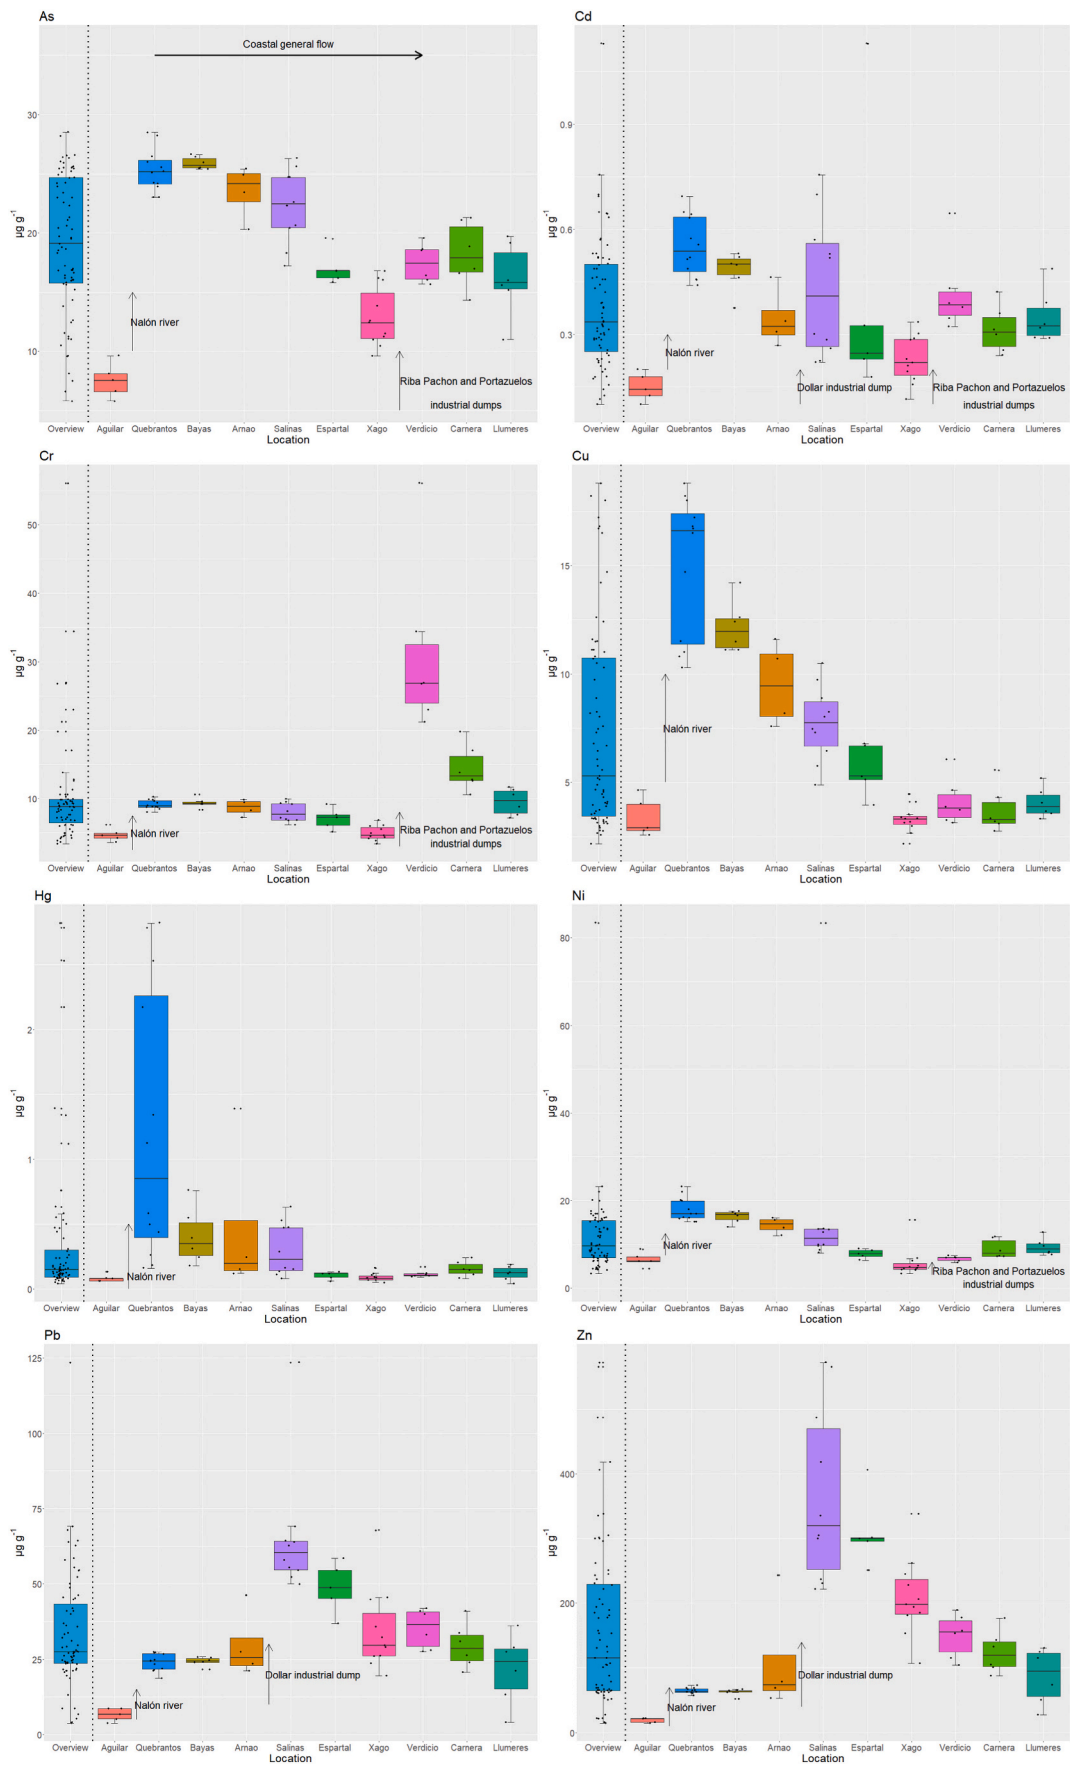 As
Coastal general flow
30
20
10
µg g⁻¹
Nalón river
Riba Pachon and Portazuelos
industrial dumps
Overview Aguilar Quebrantos Bayas Arnao Salinas Espartal Xago Verdicio Carnera Llumeres
Location
Cd
0.9
0.6
0.3
µg g⁻¹
Nalón river
Dollar industrial dump
Riba Pachon and Portazuelos
industrial dumps
Overview Aguilar Quebrantos Bayas Arnao Salinas Espartal Xago Verdicio Carnera Llumeres
Location
Cr
50
40
30
20
10
µg g⁻¹
Nalón river
Riba Pachon and Portazuelos
industrial dumps
Overview Aguilar Quebrantos Bayas Arnao Salinas Espartal Xago Verdicio Carnera Llumeres
Location
Cu
15
10
5
µg g⁻¹
Nalón river
Overview Aguilar Quebrantos Bayas Arnao Salinas Espartal Xago Verdicio Carnera Llumeres
Location
Hg
2
1
0
µg g⁻¹
Nalón river
Overview Aguilar Quebrantos Bayas Arnao Salinas Espartal Xago Verdicio Carnera Llumeres
Location
Ni
80
60
40
20
0
µg g⁻¹
Nalón river
Riba Pachon and Portazuelos
industrial dumps
Overview Aguilar Quebrantos Bayas Arnao Salinas Espartal Xago Verdicio Carnera Llumeres
Location
Pb
125
100
75
50
25
0
µg g⁻¹
Nalón river
Dollar industrial dump
Overview Aguilar Quebrantos Bayas Arnao Salinas Espartal Xago Verdicio Carnera Llumeres
Location
Zn
400
200
0
µg g⁻¹
Nalón river
Dollar industrial dump
Overview Aguilar Quebrantos Bayas Arnao Salinas Espartal Xago Verdicio Carnera Llumeres
Location